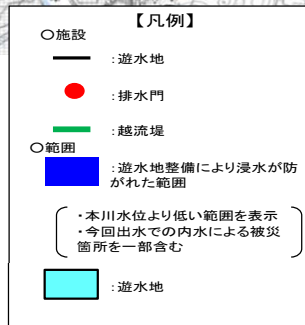 【凡例】
○施設
:遊水地
:排水門
:越流堤
○範囲
:遊水地整備により浸水が防
がれた範囲
・本川水位より低い範囲を表示
・今回出水での内水による被災
箇所を一部含む
:遊水地